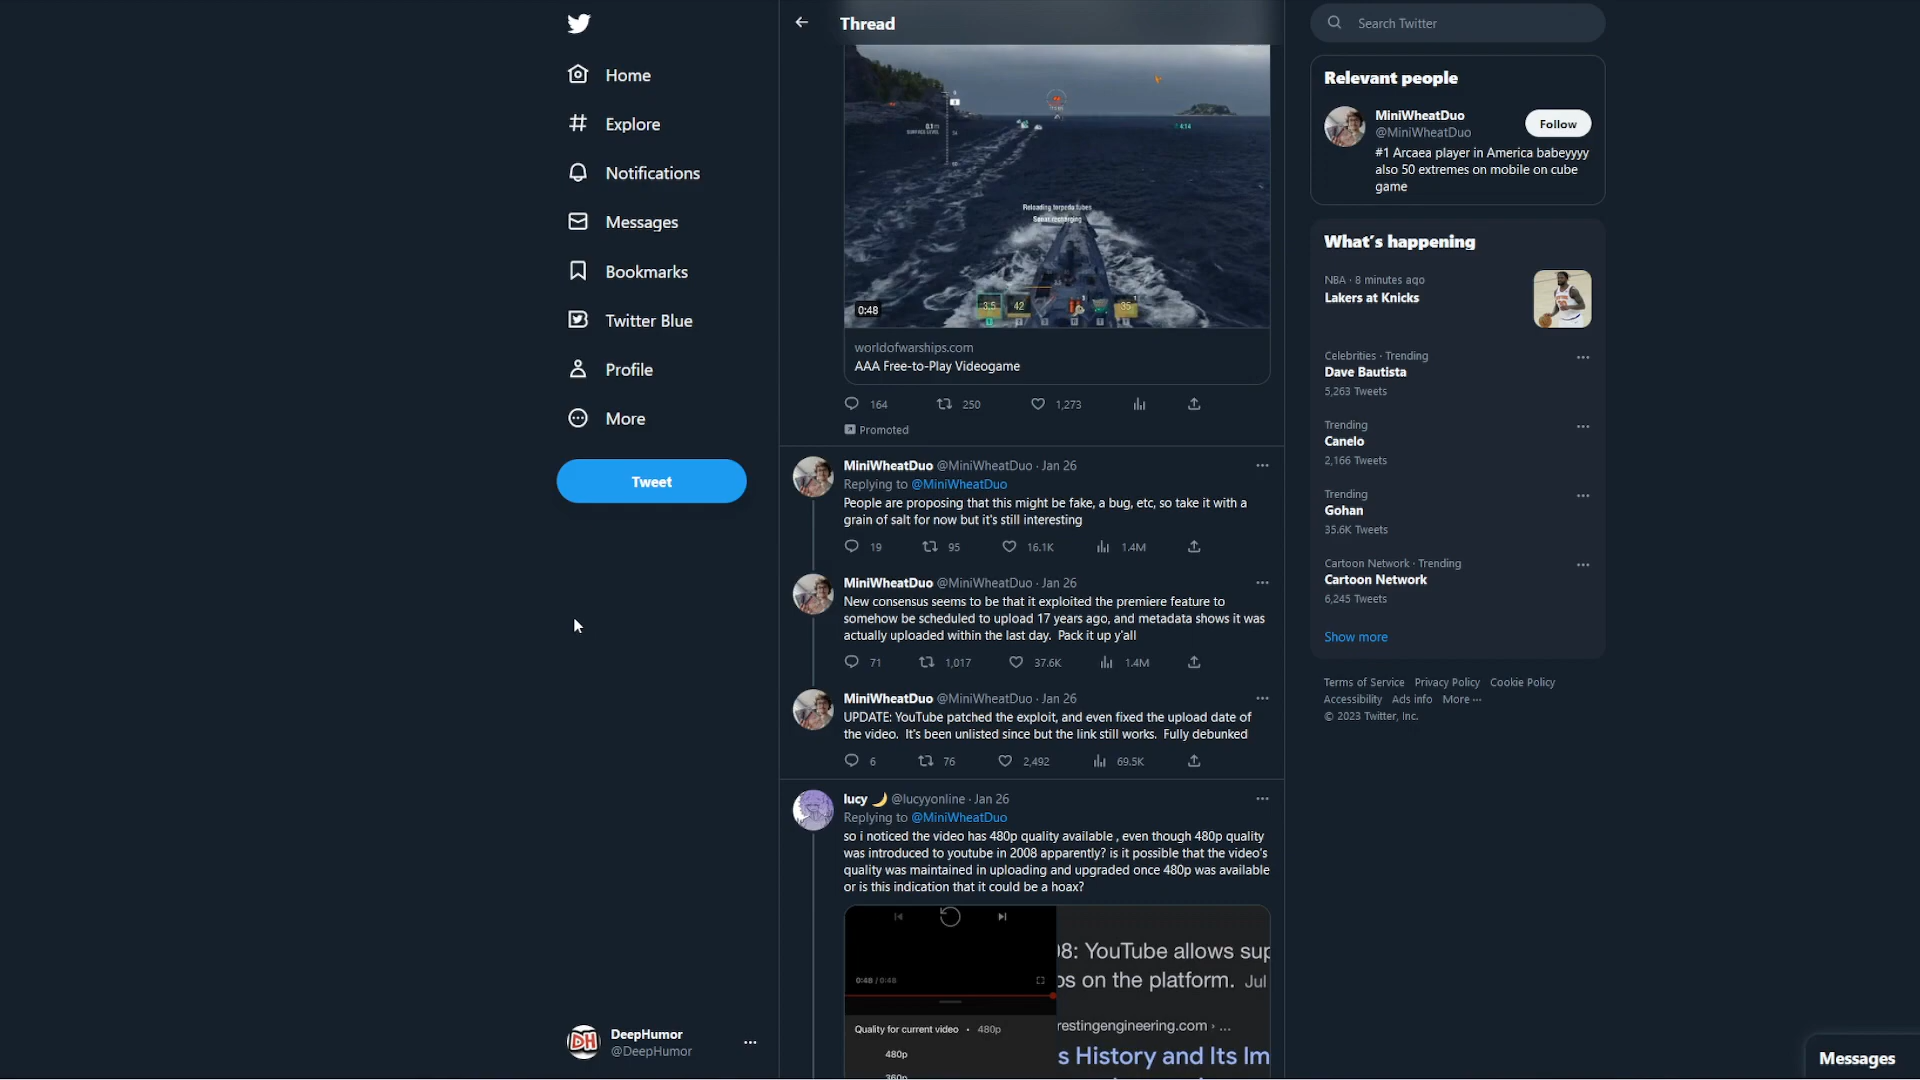 Home
Explore
Notifications
Messages
Bookmarks
Twitter Blue
Profile
More
Tweet
DeepHumor
@DeepHumor
Thread
Reloading torpedo tubes
Sonar recharging
4:14
3.5
42
35
0:48
worldofwarships.com
AAA Free-to-Play Videogame
164 250 1,273
Promoted
MiniWheatDuo @MiniWheatDuo · Jan 26
Replying to @MiniWheatDuo
People are proposing that this might be fake, a bug, etc, so take it with a
grain of salt for now but it's still interesting
19 95 16.1K 1.4M
MiniWheatDuo @MiniWheatDuo · Jan 26
New consensus seems to be that it exploited the premiere feature to
somehow be scheduled to upload 17 years ago, and metadata shows it was
actually uploaded within the last day. Pack it up y'all
71 1,017 37.6K 1.4M
MiniWheatDuo @MiniWheatDuo · Jan 26
UPDATE: YouTube patched the exploit, and even fixed the upload date of
the video. It's been unlisted since but the link still works. Fully debunked
6 76 2,492 69.5K
lucy @lucyyonline · Jan 26
Replying to @MiniWheatDuo
so i noticed the video has 480p quality available , even though 480p quality
was introduced to youtube in 2008 apparently? is it possible that the video's
quality was maintained in uploading and upgraded once 480p was available
or is this indication that it could be a hoax?
0:48 / 0:48
Quality for current video • 480p
480p
360p
08: YouTube allows sup
os on the platform. Jul
restingengineering.com › ...
s History and Its Im
Search Twitter
Relevant people
MiniWheatDuo
@MiniWheatDuo
Follow
#1 Arcaea player in America babeyyyy
also 50 extremes on mobile on cube
game
What's happening
NBA · 8 minutes ago
Lakers at Knicks
Celebrities · Trending
Dave Bautista
5,263 Tweets
Trending
Canelo
2,166 Tweets
Trending
Gohan
35.6K Tweets
Cartoon Network · Trending
Cartoon Network
6,245 Tweets
Show more
Terms of Service Privacy Policy Cookie Policy
Accessibility Ads info More ···
© 2023 Twitter, Inc.
Messages